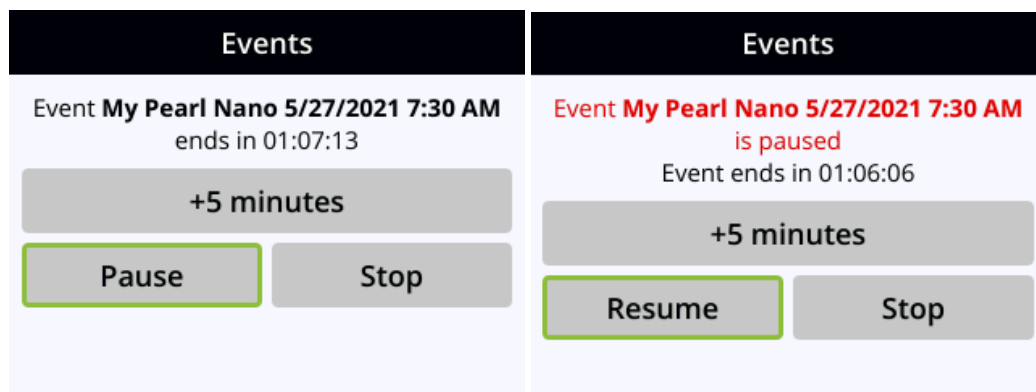 Events
Event My Pearl Nano 5/27/2021 7:30 AM
ends in 01:07:13
+5 minutes
Pause
Stop
Events
Event My Pearl Nano 5/27/2021 7:30 AM
is paused
Event ends in 01:06:06
+5 minutes
Resume
Stop